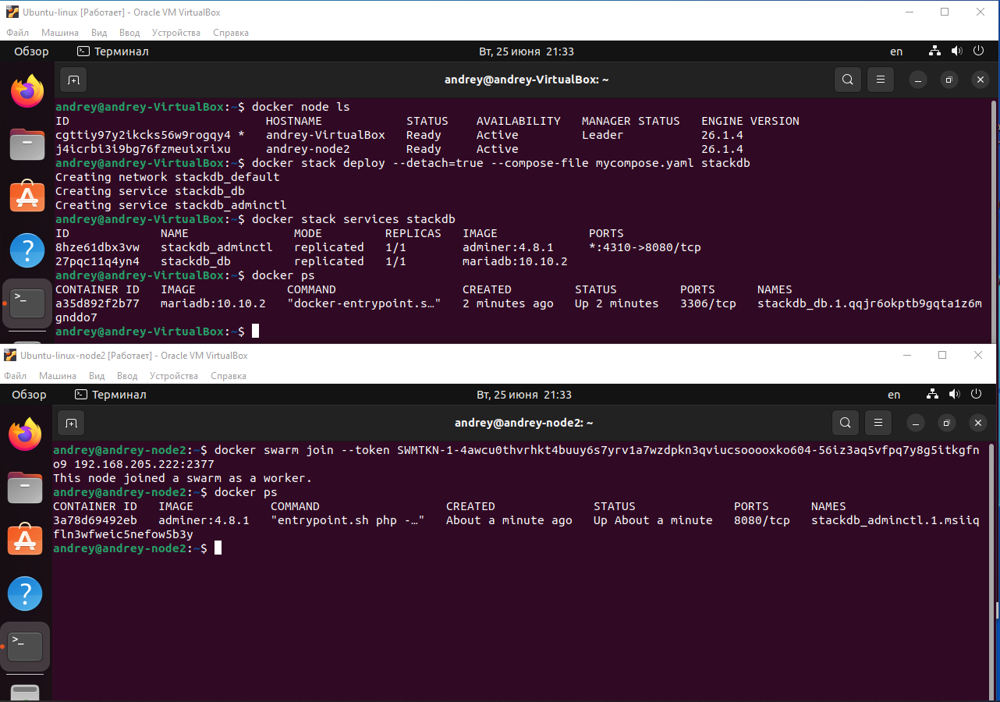 Ubuntu-linux [Работает] - Oracle VM VirtualBox
Файл Машина Вид Ввод Устройства Справка
Обзор Терминал Вт, 25 июня 21:33 en
andrey@andrey-VirtualBox: ~
andrey@andrey-VirtualBox:~$ docker node ls
ID HOSTNAME STATUS AVAILABILITY MANAGER STATUS ENGINE VERSION
cgttiy97y2ikcks56w9rogqy4 * andrey-VirtualBox Ready Active Leader 26.1.4
j4icrbi3i9bg76fzmeuixrixu andrey-node2 Ready Active 26.1.4
andrey@andrey-VirtualBox:~$ docker stack deploy --detach=true --compose-file mycompose.yaml stackdb
Creating network stackdb_default
Creating service stackdb_db
Creating service stackdb_adminctl
andrey@andrey-VirtualBox:~$ docker stack services stackdb
ID NAME MODE REPLICAS IMAGE PORTS
8hze61dbx3vw stackdb_adminctl replicated 1/1 adminer:4.8.1 *:4310->8080/tcp
27pqc11q4yn4 stackdb_db replicated 1/1 mariadb:10.10.2
andrey@andrey-VirtualBox:~$ docker ps
CONTAINER ID IMAGE COMMAND CREATED STATUS PORTS NAMES
a35d892f2b77 mariadb:10.10.2 "docker-entrypoint.s…" 2 minutes ago Up 2 minutes 3306/tcp stackdb_db.1.qqjr6okptb9gqta1z6m
gnddo7
andrey@andrey-VirtualBox:~$
Ubuntu-linux-node2 [Работает] - Oracle VM VirtualBox
Файл Машина Вид Ввод Устройства Справка
Обзор Терминал Вт, 25 июня 21:33 en
andrey@andrey-node2: ~
andrey@andrey-node2:~$ docker swarm join --token SWMTKN-1-4awcu0thvrhkt4buuy6s7yrv1a7wzdpkn3qviucsooooxko604-56iz3aq5vfpq7y8g5itkgfn
o9 192.168.205.222:2377
This node joined a swarm as a worker.
andrey@andrey-node2:~$ docker ps
CONTAINER ID IMAGE COMMAND CREATED STATUS PORTS NAMES
3a78d69492eb adminer:4.8.1 "entrypoint.sh php -…" About a minute ago Up About a minute 8080/tcp stackdb_adminctl.1.msiiq
fln3wfweic5nefow5b3y
andrey@andrey-node2:~$